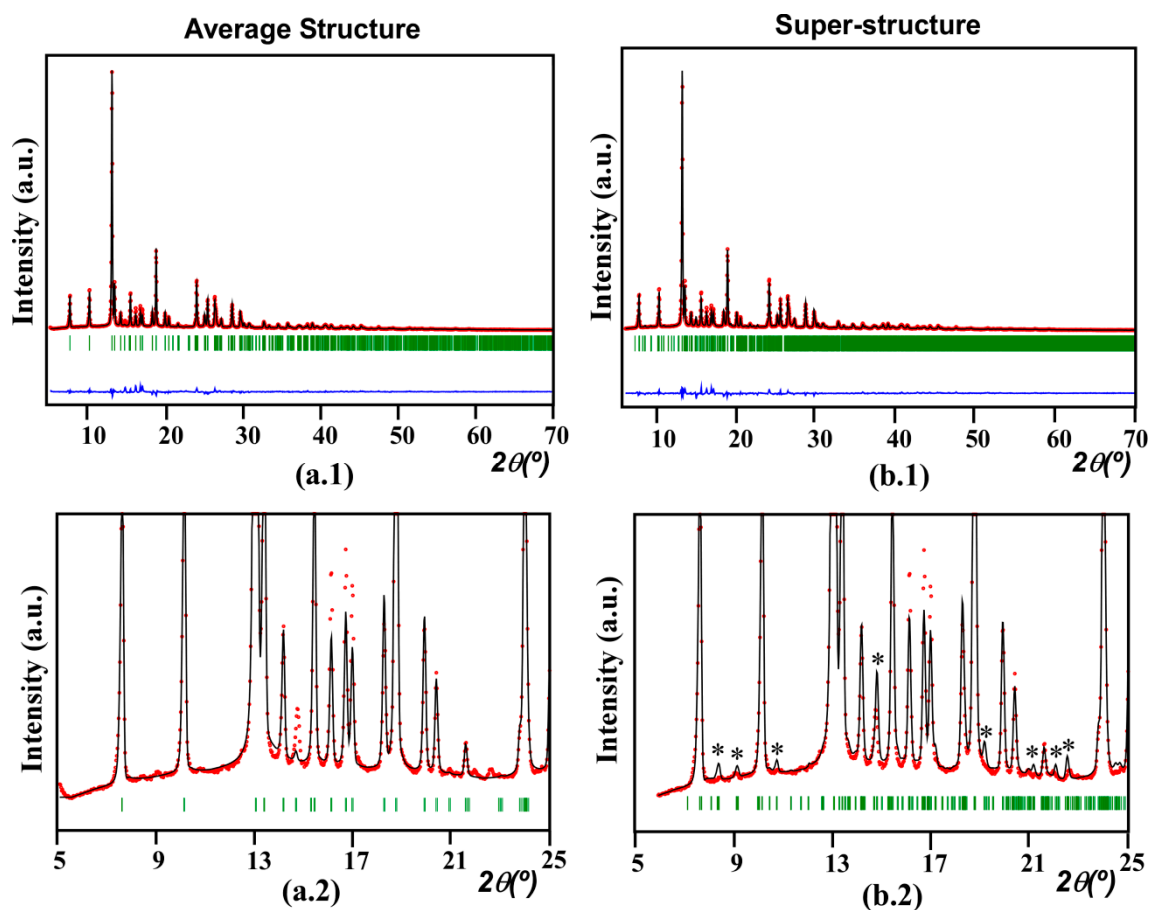 Average Structure
Super-structure
Intensity (a.u.)
10 20 30 40 50 60 70
2θ(º)
(a.1)
Intensity (a.u.)
10 20 30 40 50 60 70
2θ(º)
(b.1)
Intensity (a.u.)
5 9 13 17 21 25
2θ(º)
(a.2)
Intensity (a.u.)
* * * * * * * *
5 9 13 17 21 25
2θ(º)
(b.2)